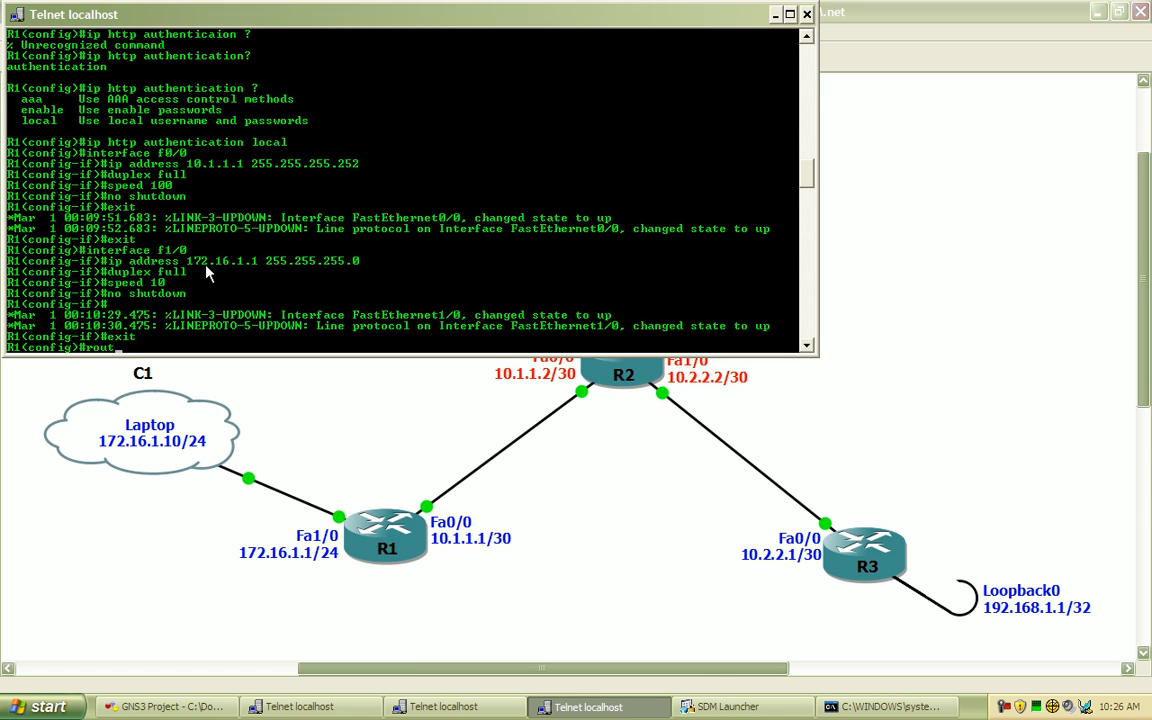 Telnet localhost
.net
R1(config)#ip http authenticaion ?
% Unrecognized command
R1(config)#ip http authentication?
authentication
R1(config)#ip http authentication ?
aaa Use AAA access control methods
enable Use enable passwords
local Use local username and passwords
R1(config)#ip http authentication local
R1(config)#interface f0/0
R1(config-if)#ip address 10.1.1.1 255.255.255.252
R1(config-if)#duplex full
R1(config-if)#speed 100
R1(config-if)#no shutdown
R1(config-if)#exit
*Mar 1 00:09:51.683: %LINK-3-UPDOWN: Interface FastEthernet0/0, changed state to up
*Mar 1 00:09:52.683: %LINEPROTO-5-UPDOWN: Line protocol on Interface FastEthernet0/0, changed state to up
R1(config-if)#exit
R1(config)#interface f1/0
R1(config-if)#ip address 172.16.1.1 255.255.255.0
R1(config-if)#duplex full
R1(config-if)#speed 10
R1(config-if)#no shutdown
R1(config-if)#
*Mar 1 00:10:29.475: %LINK-3-UPDOWN: Interface FastEthernet1/0, changed state to up
*Mar 1 00:10:30.475: %LINEPROTO-5-UPDOWN: Line protocol on Interface FastEthernet1/0, changed state to up
R1(config-if)#exit
R1(config)#rout_
Fa0/0
10.1.1.2/30
R2
Fa1/0
10.2.2.2/30
C1
Laptop
172.16.1.10/24
Fa1/0
172.16.1.1/24
R1
Fa0/0
10.1.1.1/30
Fa0/0
10.2.2.1/30
R3
Loopback0
192.168.1.1/32
start
GNS3 Project - C:\Do...
Telnet localhost
Telnet localhost
Telnet localhost
SDM Launcher
C:\WINDOWS\syste...
10:26 AM